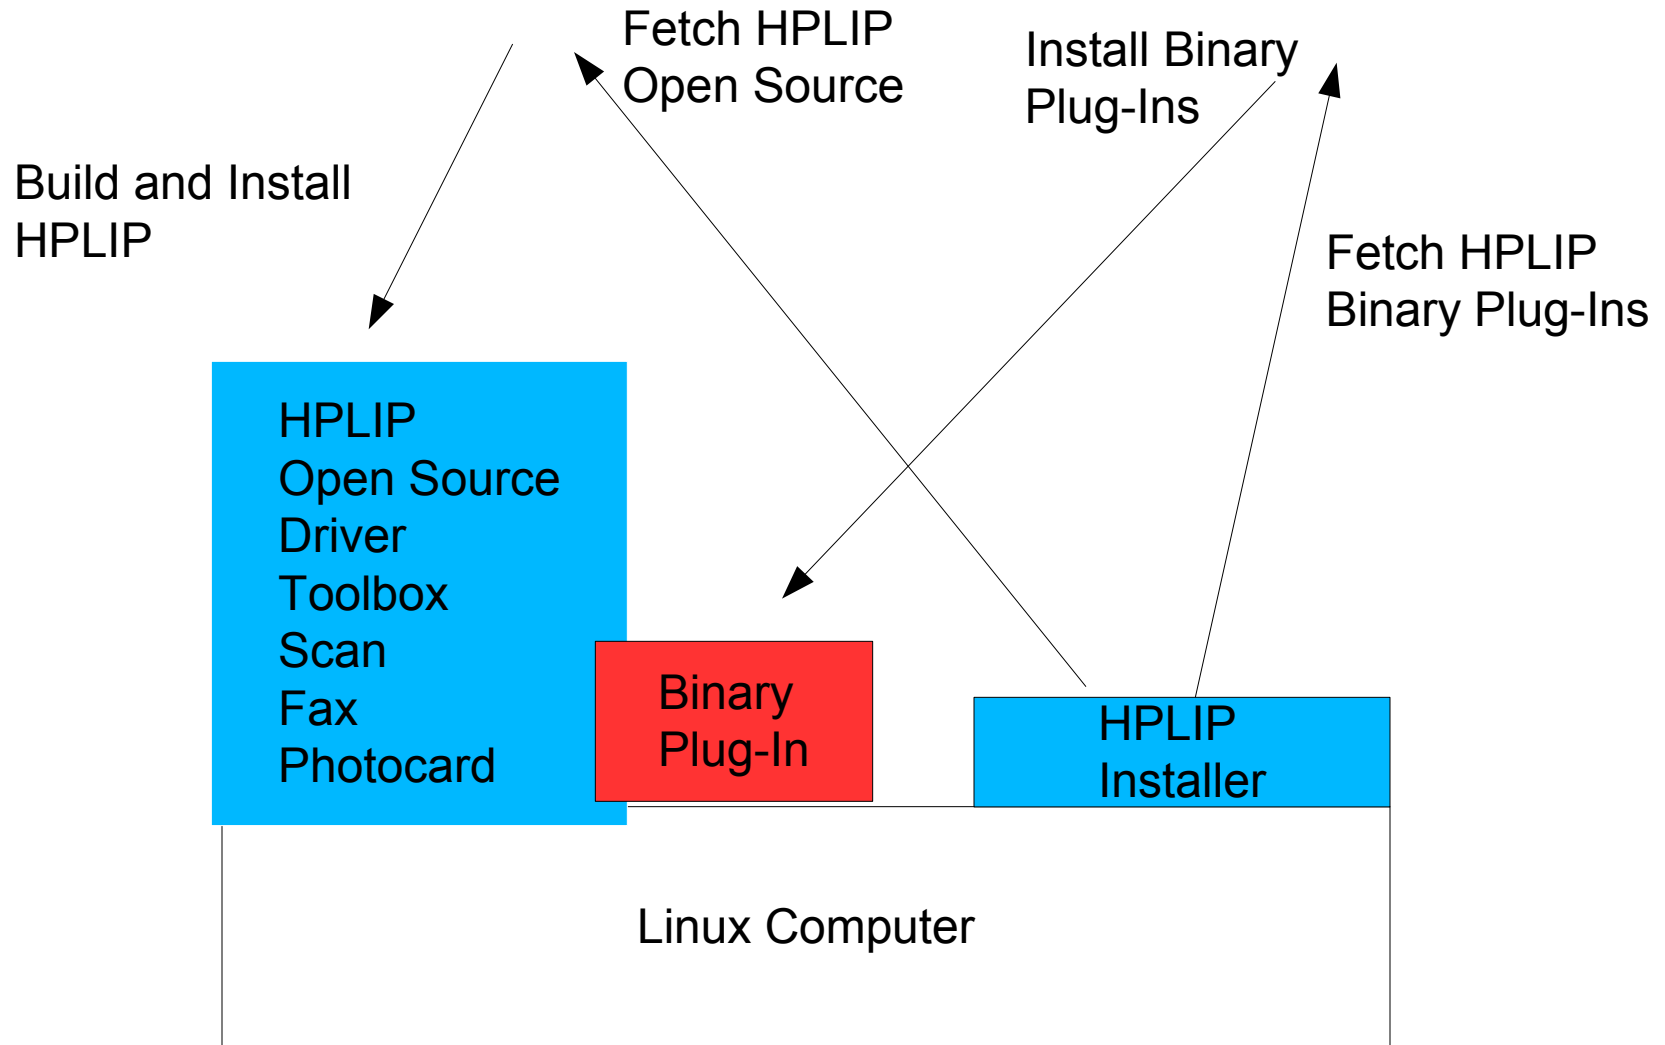 Fetch HPLIP
Open Source
Install Binary
Plug-Ins
Build and Install
HPLIP
Fetch HPLIP
Binary Plug-Ins
HPLIP
Open Source
Driver
Toolbox
Scan
Fax
Photocard
Binary
Plug-In
HPLIP
Installer
Linux Computer